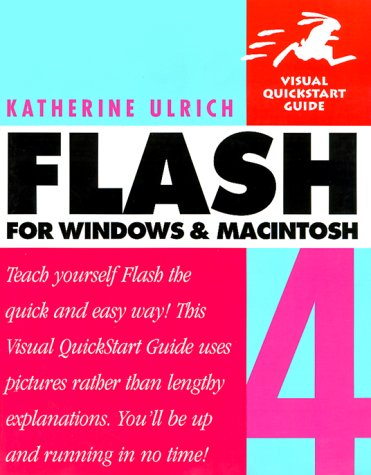 VISUAL
QUICKSTART
GUIDE
KATHERINE ULRICH
FLASH
FOR WINDOWS & MACINTOSH
4
Teach yourself Flash the
quick and easy way! This
Visual QuickStart Guide uses
pictures rather than lengthy
explanations. You'll be up
and running in no time!